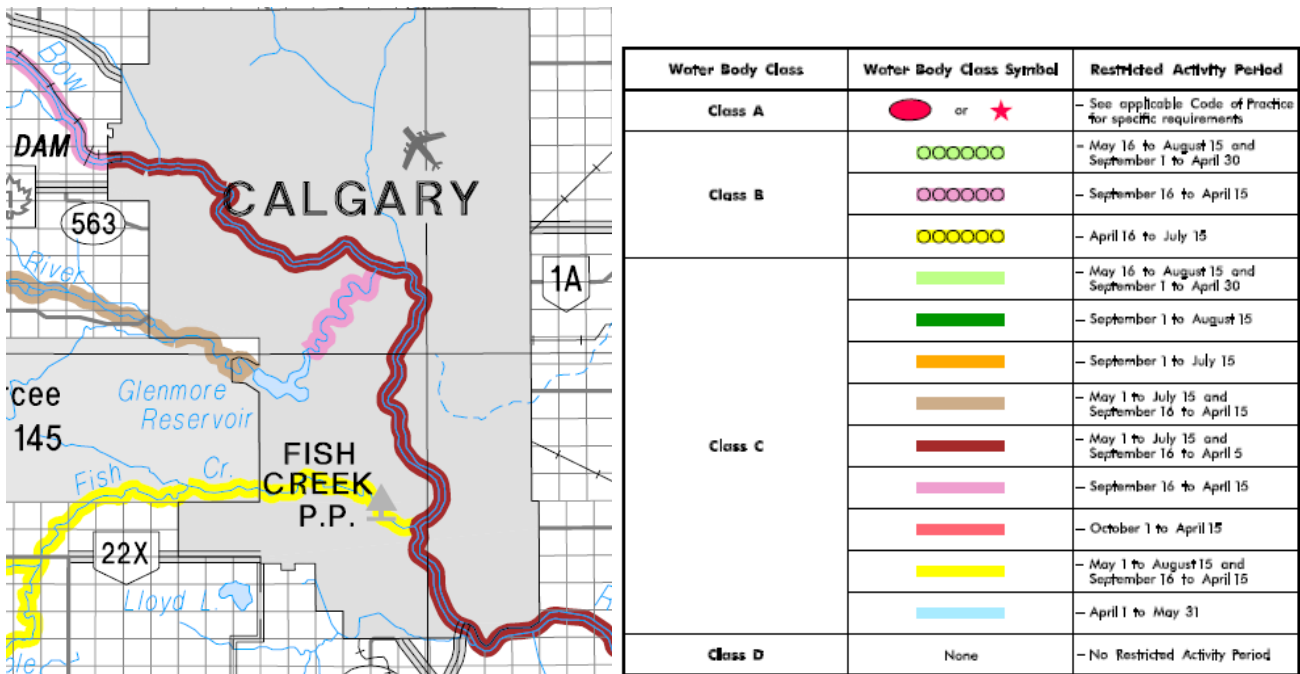 Bow
DAM
CALGARY
563
River
1A
Glenmore
Reservoir
rcee
145
FISH
CREEK
P.P.
Fish
Cr.
22X
Lloyd L.
R
ple
Water Body Class
Water Body Class Symbol
Restricted Activity Period
Class A
or
– See applicable Code of Practice
for specific requirements
Class B
– May 16 to August 15 and
September 1 to April 30
– September 16 to April 15
– April 16 to July 15
Class C
– May 16 to August 15 and
September 1 to April 30
– September 1 to August 15
– September 1 to July 15
– May 1 to July 15 and
September 16 to April 15
– May 1 to July 15 and
September 16 to April 5
– September 16 to April 15
– October 1 to April 15
– May 1 to August 15 and
September 16 to April 15
– April 1 to May 31
Class D
None
– No Restricted Activity Period